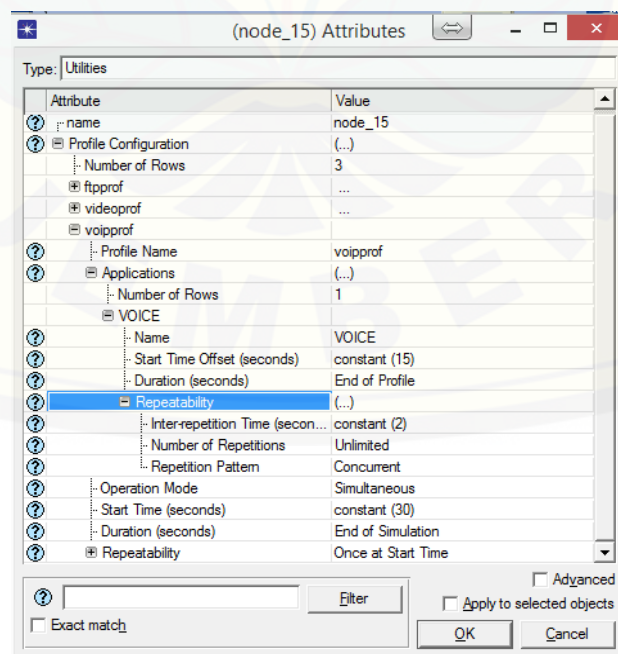 (node_15) Attributes
Type: Utilities
Attribute Value
name node_15
Profile Configuration (...)
Number of Rows 3
ftpprof ...
videoprof ...
voipprof
Profile Name voipprof
Applications (...)
Number of Rows 1
VOICE
Name VOICE
Start Time Offset (seconds) constant (15)
Duration (seconds) End of Profile
Repeatability (...)
Inter-repetition Time (secon... constant (2)
Number of Repetitions Unlimited
Repetition Pattern Concurrent
Operation Mode Simultaneous
Start Time (seconds) constant (30)
Duration (seconds) End of Simulation
Repeatability Once at Start Time
Advanced
Filter
Apply to selected objects
Exact match
OK Cancel